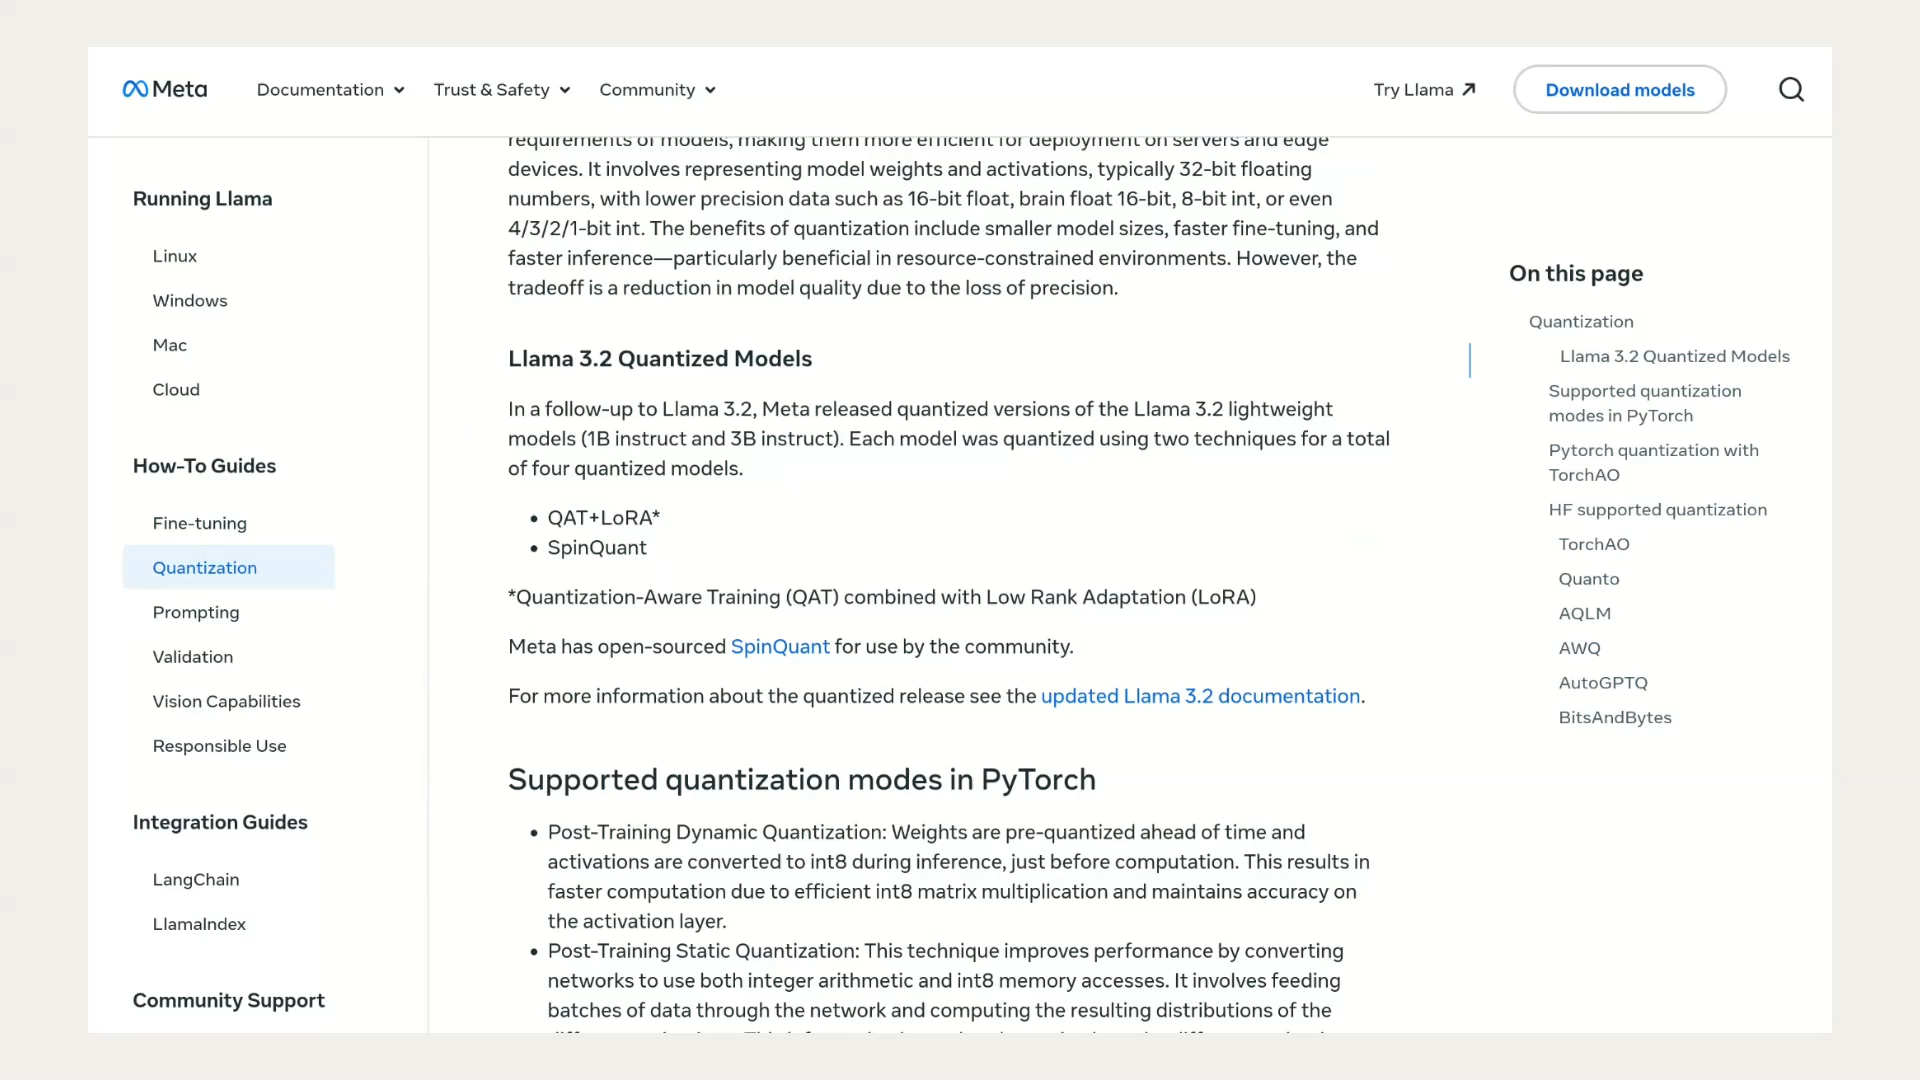 Meta
Documentation
Trust & Safety
Community
Try Llama
Download models
Running Llama
Linux
Windows
Mac
Cloud
How-To Guides
Fine-tuning
Quantization
Prompting
Validation
Vision Capabilities
Responsible Use
Integration Guides
LangChain
LlamaIndex
Community Support
requirements of models, making them more efficient for deployment on servers and edge
devices. It involves representing model weights and activations, typically 32-bit floating
numbers, with lower precision data such as 16-bit float, brain float 16-bit, 8-bit int, or even
4/3/2/1-bit int. The benefits of quantization include smaller model sizes, faster fine-tuning, and
faster inference—particularly beneficial in resource-constrained environments. However, the
tradeoff is a reduction in model quality due to the loss of precision.
Llama 3.2 Quantized Models
In a follow-up to Llama 3.2, Meta released quantized versions of the Llama 3.2 lightweight
models (1B instruct and 3B instruct). Each model was quantized using two techniques for a total
of four quantized models.
• QAT+LoRA*
• SpinQuant
*Quantization-Aware Training (QAT) combined with Low Rank Adaptation (LoRA)
Meta has open-sourced SpinQuant for use by the community.
For more information about the quantized release see the updated Llama 3.2 documentation.
Supported quantization modes in PyTorch
• Post-Training Dynamic Quantization: Weights are pre-quantized ahead of time and
activations are converted to int8 during inference, just before computation. This results in
faster computation due to efficient int8 matrix multiplication and maintains accuracy on
the activation layer.
• Post-Training Static Quantization: This technique improves performance by converting
networks to use both integer arithmetic and int8 memory accesses. It involves feeding
batches of data through the network and computing the resulting distributions of the
On this page
Quantization
Llama 3.2 Quantized Models
Supported quantization
modes in PyTorch
Pytorch quantization with
TorchAO
HF supported quantization
TorchAO
Quanto
AQLM
AWQ
AutoGPTQ
BitsAndBytes